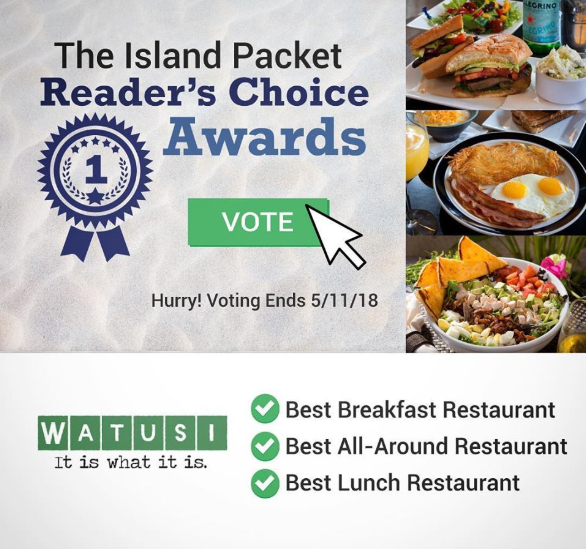 The Island Packet
Reader's Choice
Awards
1
VOTE
Hurry! Voting Ends 5/11/18
WATUSI
It is what it is.
Best Breakfast Restaurant
Best All-Around Restaurant
Best Lunch Restaurant